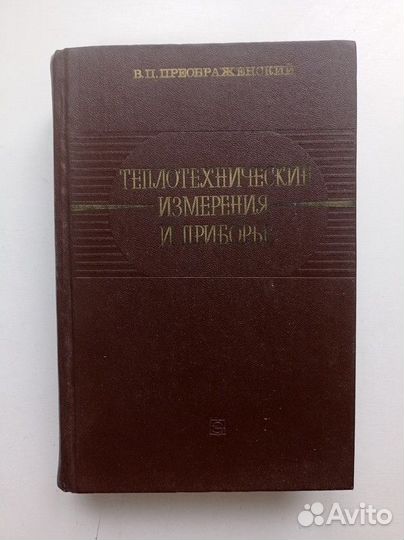 В.П.ПРЕОБРАЖЕНСКИЙ
ТЕПЛОТЕХНИЧЕСКИЕ
ИЗМЕРЕНИЯ
И ПРИБОРЫ
Avito